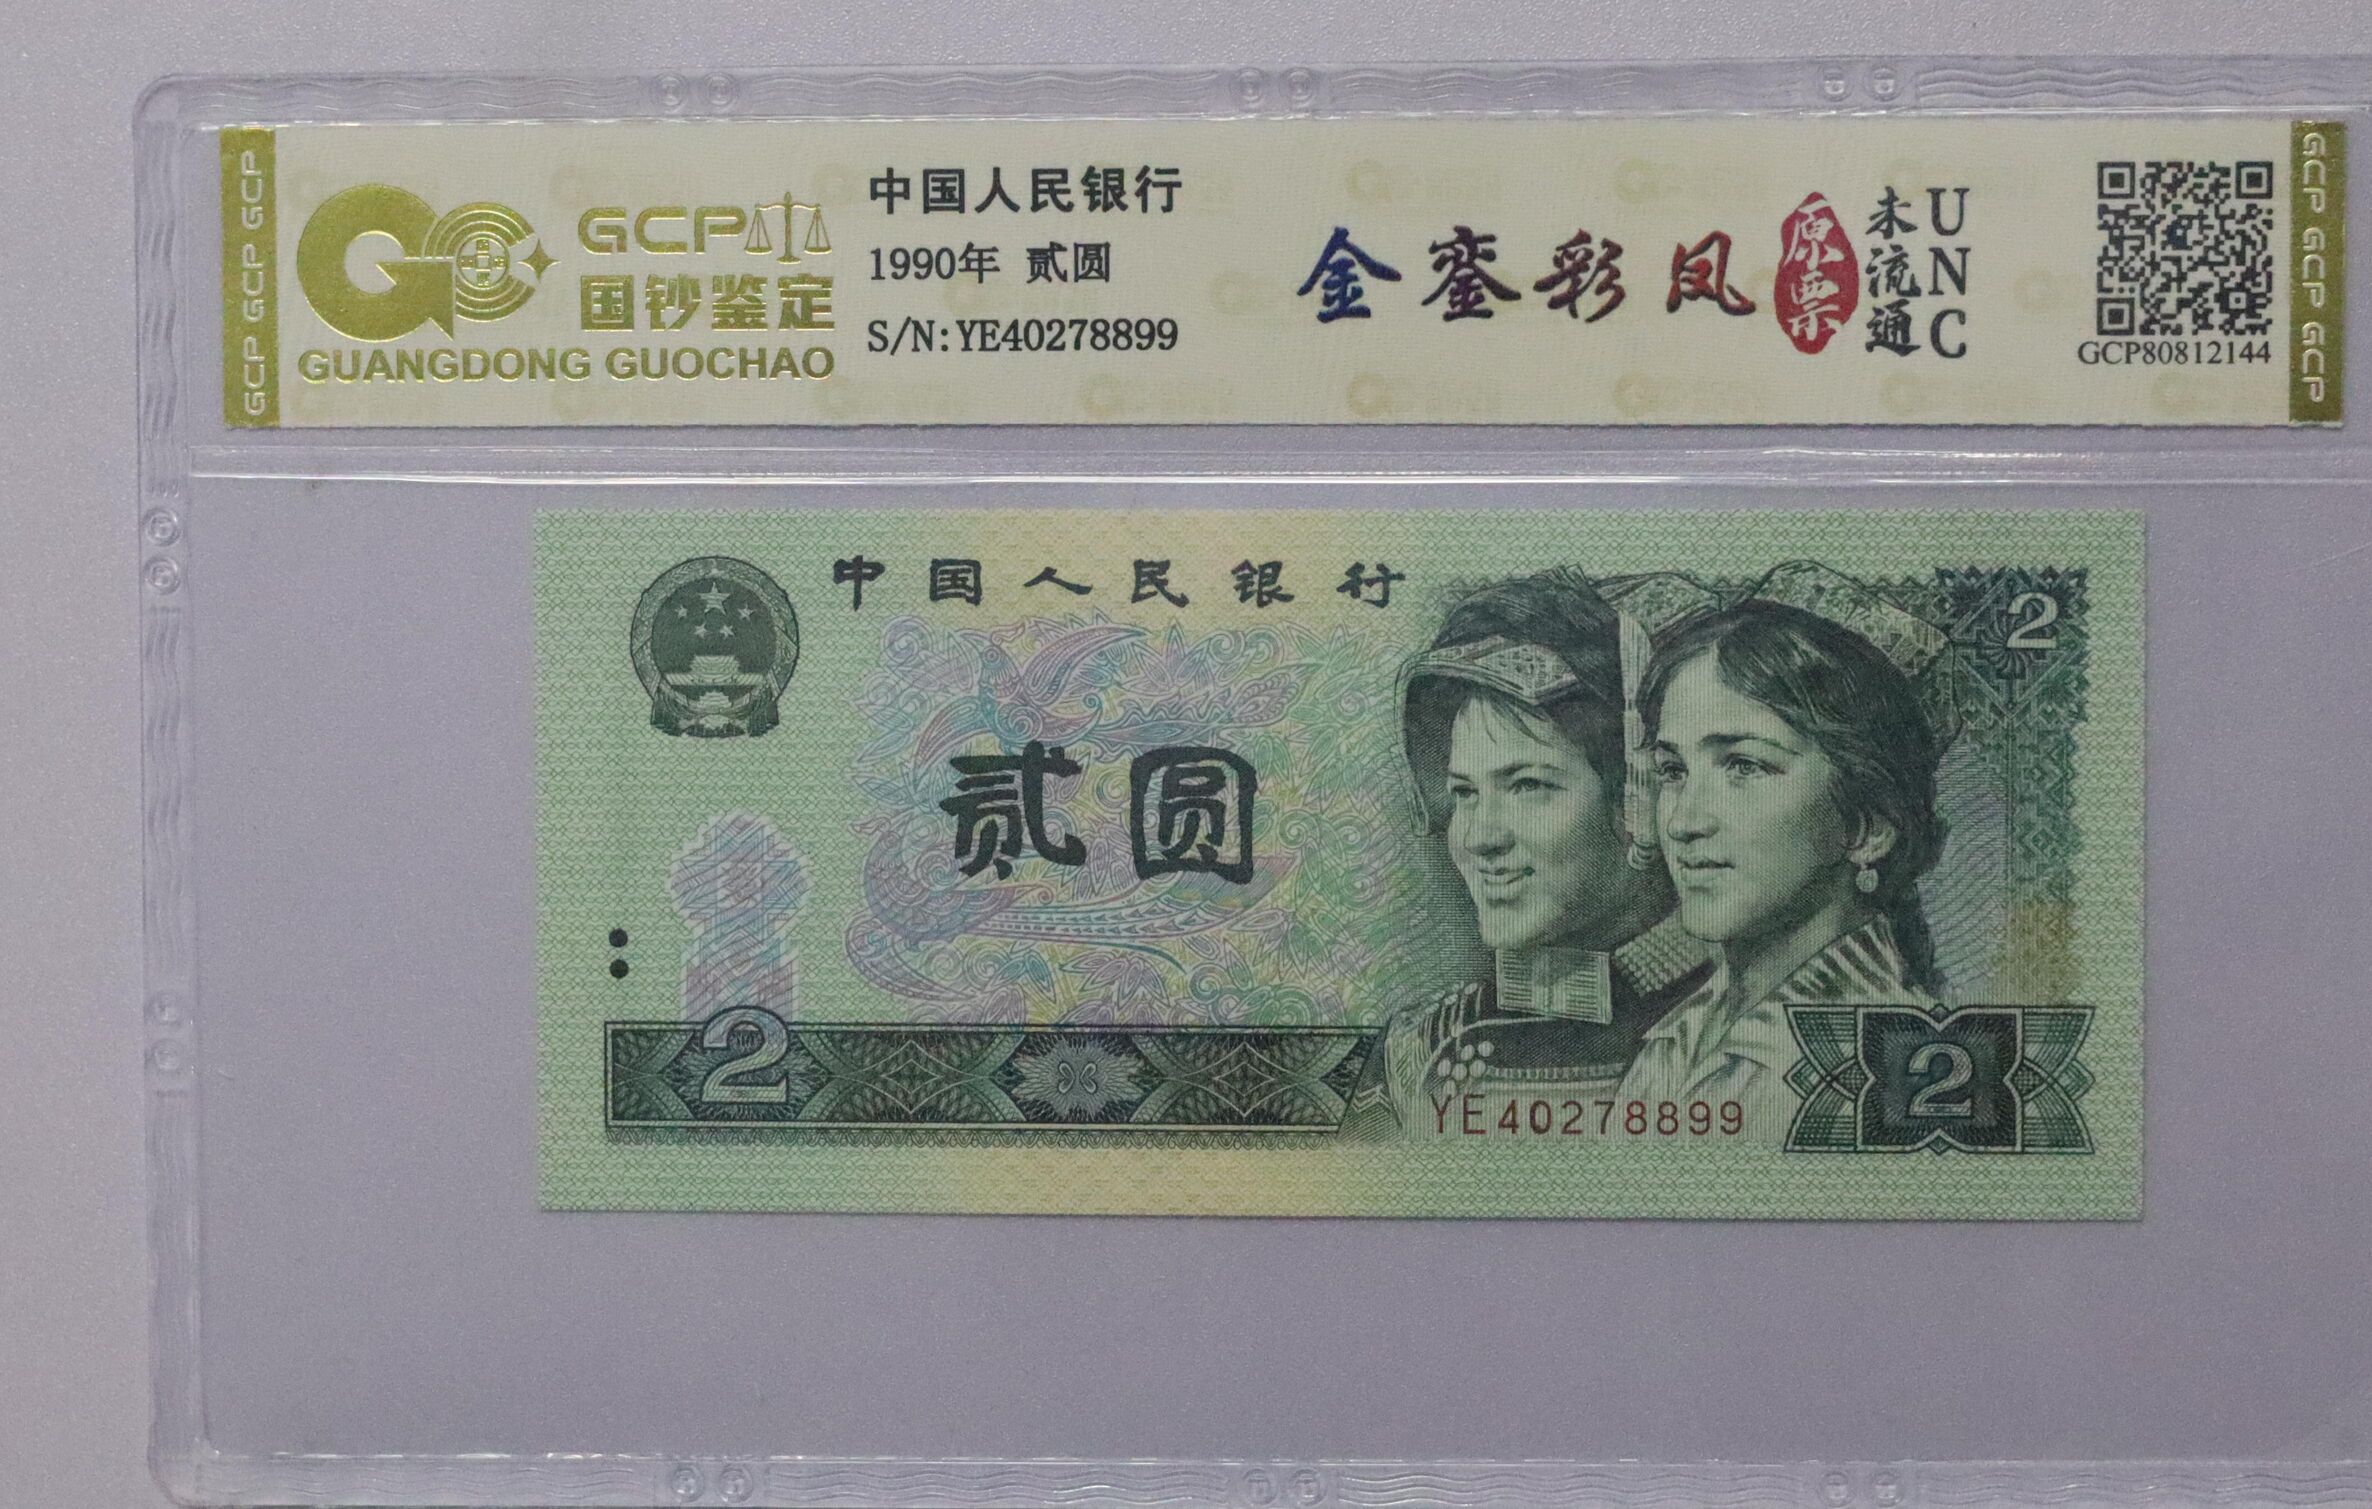 GCP GCP GCP
GCP
国钞鉴定
GUANGDONG GUOCHAO
中国人民银行
1990年 贰圆
S/N:YE40278899
金銮彩凤
原票
未流通
UNC
GCP80812144
GCP GCP GCP
中国人民银行
2
贰圆
2
YE40278899
2